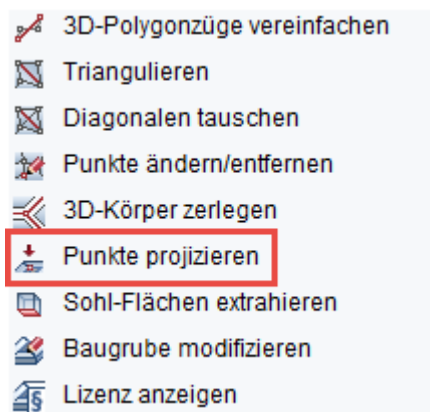 3D-Polygonzüge vereinfachen
Triangulieren
Diagonalen tauschen
Punkte ändern/entfernen
3D-Körper zerlegen
Punkte projizieren
Sohl-Flächen extrahieren
Baugrube modifizieren
Lizenz anzeigen